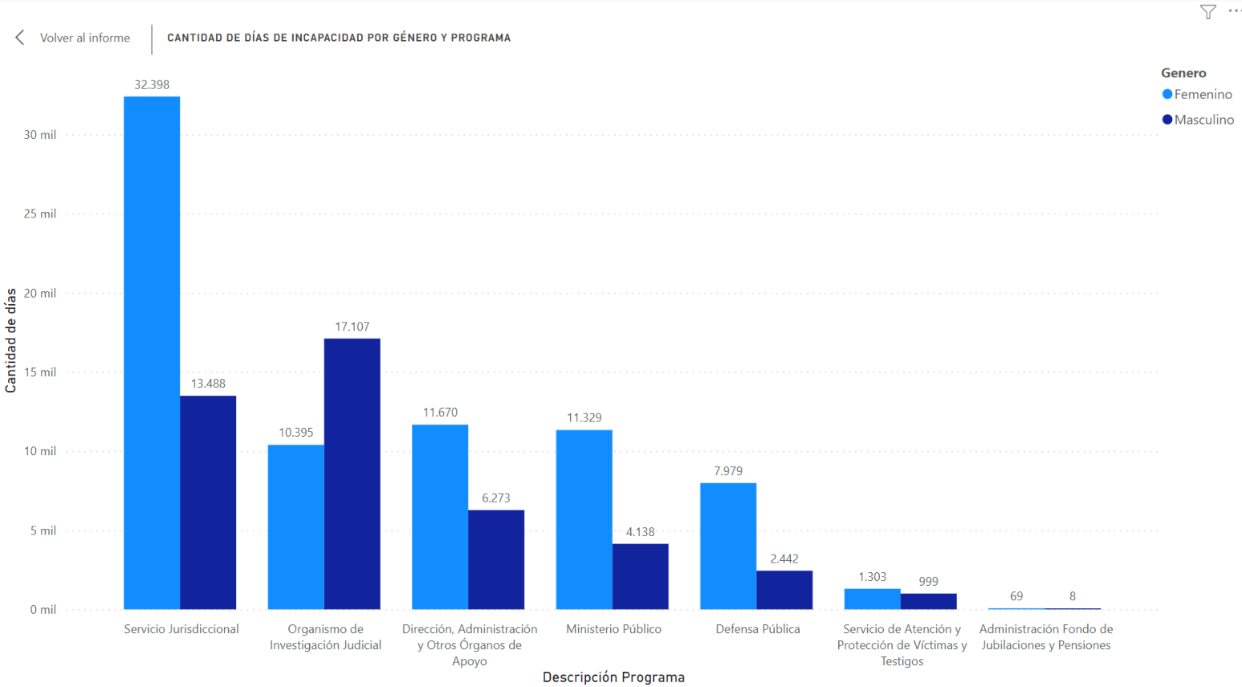 Volver al informe
CANTIDAD DE DÍAS DE INCAPACIDAD POR GÉNERO Y PROGRAMA
Genero
Femenino
Masculino
Cantidad de días
30 mil
25 mil
20 mil
15 mil
10 mil
5 mil
0 mil
32.398
13.488
10.395
17.107
11.670
6.273
11.329
4.138
7.979
2.442
1.303
999
69
8
Servicio Jurisdiccional
Organismo de
Investigación Judicial
Dirección, Administración
y Otros Órganos de
Apoyo
Ministerio Público
Defensa Pública
Servicio de Atención y
Protección de Víctimas y
Testigos
Administración Fondo de
Jubilaciones y Pensiones
Descripción Programa